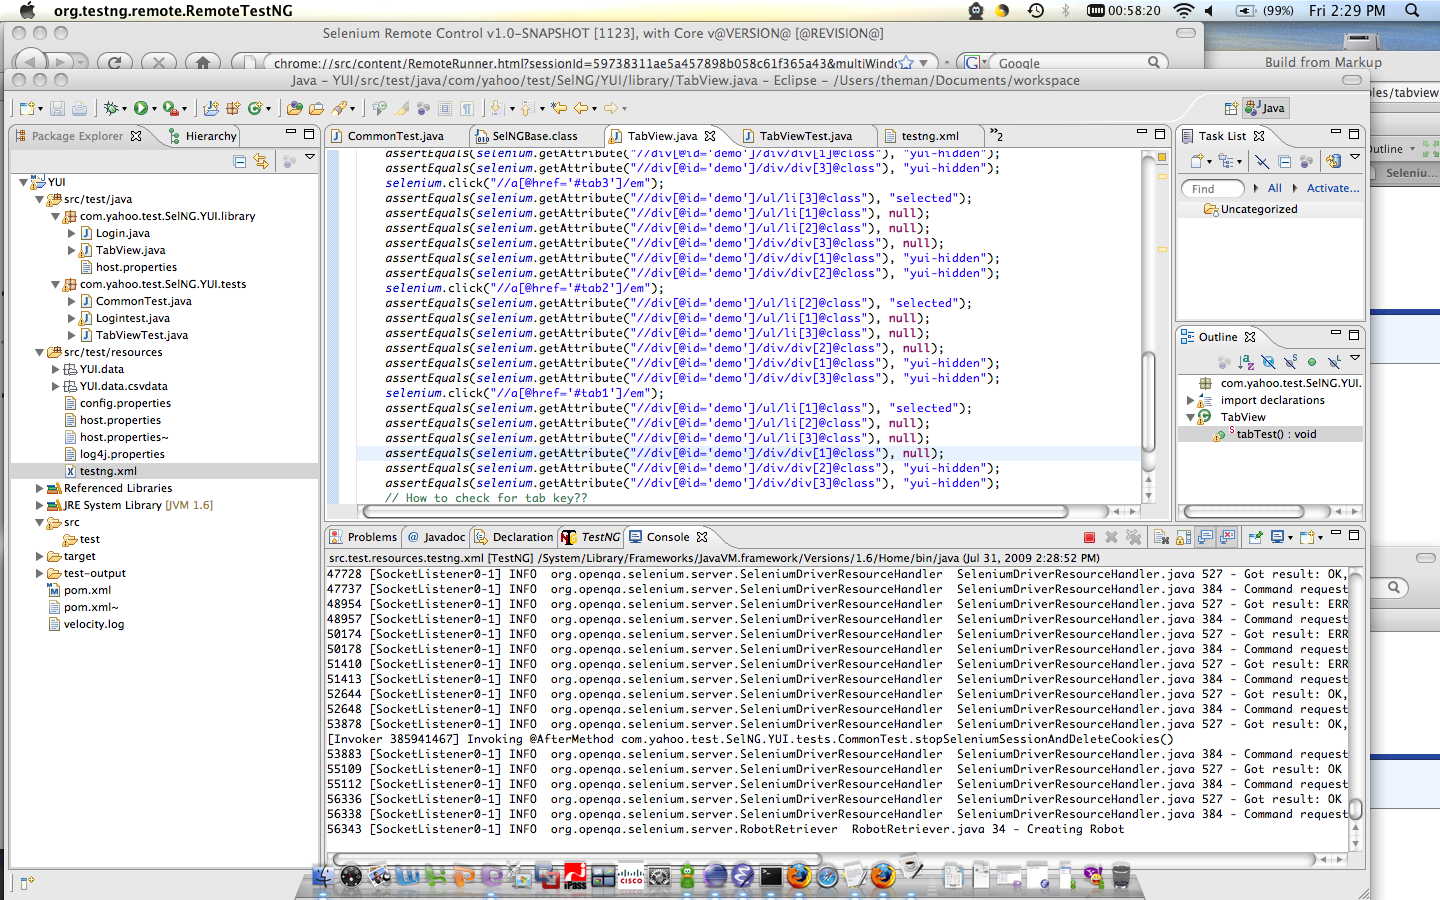 org.testng.remote.RemoteTestNG
00:58:20
(99%)
Fri 2:29 PM
Selenium Remote Control v1.0-SNAPSHOT [1123], with Core v@VERSION@ [@REVISION@]
chrome://src/content/RemoteRunner.html?sessionId=59738311ae5a457898b058c61f365a43&multiWindo
Google
Build from Markup
Java – YUI/src/test/java/com/yahoo/test/SelNG/YUI/library/TabView.java – Eclipse – /Users/theman/Documents/workspace
les/tabview
Java
Package Explorer
Hierarchy
CommonTest.java
SelNGBase.class
TabView.java
TabViewTest.java
testng.xml
»2
Task List
Outline
Seleniu...
Find
All
Activate...
Uncategorized
YUI
src/test/java
com.yahoo.test.SelNG.YUI.library
Login.java
TabView.java
host.properties
com.yahoo.test.SelNG.YUI.tests
CommonTest.java
Logintest.java
TabViewTest.java
src/test/resources
YUI.data
YUI.data.csvdata
config.properties
host.properties
host.properties~
log4j.properties
testng.xml
Referenced Libraries
JRE System Library [JVM 1.6]
src
test
target
test-output
pom.xml
pom.xml~
velocity.log
assertEquals(selenium.getAttribute("//div[@id='demo']/div/div[1]@class"), "yui-hidden");
assertEquals(selenium.getAttribute("//div[@id='demo']/div/div[3]@class"), "yui-hidden");
selenium.click("//a[@href='#tab3']/em");
assertEquals(selenium.getAttribute("//div[@id='demo']/ul/li[3]@class"), "selected");
assertEquals(selenium.getAttribute("//div[@id='demo']/ul/li[1]@class"), null);
assertEquals(selenium.getAttribute("//div[@id='demo']/ul/li[2]@class"), null);
assertEquals(selenium.getAttribute("//div[@id='demo']/div/div[3]@class"), null);
assertEquals(selenium.getAttribute("//div[@id='demo']/div/div[1]@class"), "yui-hidden");
assertEquals(selenium.getAttribute("//div[@id='demo']/div/div[2]@class"), "yui-hidden");
selenium.click("//a[@href='#tab2']/em");
assertEquals(selenium.getAttribute("//div[@id='demo']/ul/li[2]@class"), "selected");
assertEquals(selenium.getAttribute("//div[@id='demo']/ul/li[1]@class"), null);
assertEquals(selenium.getAttribute("//div[@id='demo']/ul/li[3]@class"), null);
assertEquals(selenium.getAttribute("//div[@id='demo']/div/div[2]@class"), null);
assertEquals(selenium.getAttribute("//div[@id='demo']/div/div[1]@class"), "yui-hidden");
assertEquals(selenium.getAttribute("//div[@id='demo']/div/div[3]@class"), "yui-hidden");
selenium.click("//a[@href='#tab1']/em");
assertEquals(selenium.getAttribute("//div[@id='demo']/ul/li[1]@class"), "selected");
assertEquals(selenium.getAttribute("//div[@id='demo']/ul/li[2]@class"), null);
assertEquals(selenium.getAttribute("//div[@id='demo']/ul/li[3]@class"), null);
assertEquals(selenium.getAttribute("//div[@id='demo']/div/div[1]@class"), null);
assertEquals(selenium.getAttribute("//div[@id='demo']/div/div[2]@class"), "yui-hidden");
assertEquals(selenium.getAttribute("//div[@id='demo']/div/div[3]@class"), "yui-hidden");
// How to check for tab key??
Outline
com.yahoo.test.SelNG.YUI.
import declarations
TabView
tabTest() : void
Problems
@ Javadoc
Declaration
TestNG
Console
src.test.resources.testng.xml [TestNG] /System/Library/Frameworks/JavaVM.framework/Versions/1.6/Home/bin/java (Jul 31, 2009 2:28:52 PM)
47728 [SocketListener0-1] INFO org.openqa.selenium.server.SeleniumDriverResourceHandler SeleniumDriverResourceHandler.java 527 - Got result: OK,
47737 [SocketListener0-1] INFO org.openqa.selenium.server.SeleniumDriverResourceHandler SeleniumDriverResourceHandler.java 384 - Command request
48954 [SocketListener0-1] INFO org.openqa.selenium.server.SeleniumDriverResourceHandler SeleniumDriverResourceHandler.java 527 - Got result: ERR
48957 [SocketListener0-1] INFO org.openqa.selenium.server.SeleniumDriverResourceHandler SeleniumDriverResourceHandler.java 384 - Command request
50174 [SocketListener0-1] INFO org.openqa.selenium.server.SeleniumDriverResourceHandler SeleniumDriverResourceHandler.java 527 - Got result: ERR
50178 [SocketListener0-1] INFO org.openqa.selenium.server.SeleniumDriverResourceHandler SeleniumDriverResourceHandler.java 384 - Command request
51410 [SocketListener0-1] INFO org.openqa.selenium.server.SeleniumDriverResourceHandler SeleniumDriverResourceHandler.java 527 - Got result: ERR
51413 [SocketListener0-1] INFO org.openqa.selenium.server.SeleniumDriverResourceHandler SeleniumDriverResourceHandler.java 384 - Command request
52644 [SocketListener0-1] INFO org.openqa.selenium.server.SeleniumDriverResourceHandler SeleniumDriverResourceHandler.java 527 - Got result: OK,
52648 [SocketListener0-1] INFO org.openqa.selenium.server.SeleniumDriverResourceHandler SeleniumDriverResourceHandler.java 384 - Command request
53878 [SocketListener0-1] INFO org.openqa.selenium.server.SeleniumDriverResourceHandler SeleniumDriverResourceHandler.java 527 - Got result: OK,
[Invoker 385941467] Invoking @AfterMethod com.yahoo.test.SelNG.YUI.tests.CommonTest.stopSeleniumSessionAndDeleteCookies()
53883 [SocketListener0-1] INFO org.openqa.selenium.server.SeleniumDriverResourceHandler SeleniumDriverResourceHandler.java 384 - Command request
55109 [SocketListener0-1] INFO org.openqa.selenium.server.SeleniumDriverResourceHandler SeleniumDriverResourceHandler.java 527 - Got result: OK
55112 [SocketListener0-1] INFO org.openqa.selenium.server.SeleniumDriverResourceHandler SeleniumDriverResourceHandler.java 384 - Command request
56336 [SocketListener0-1] INFO org.openqa.selenium.server.SeleniumDriverResourceHandler SeleniumDriverResourceHandler.java 527 - Got result: OK
56338 [SocketListener0-1] INFO org.openqa.selenium.server.SeleniumDriverResourceHandler SeleniumDriverResourceHandler.java 384 - Command request
56343 [SocketListener0-1] INFO org.openqa.selenium.server.RobotRetriever RobotRetriever.java 34 - Creating Robot
iPass
CISCO